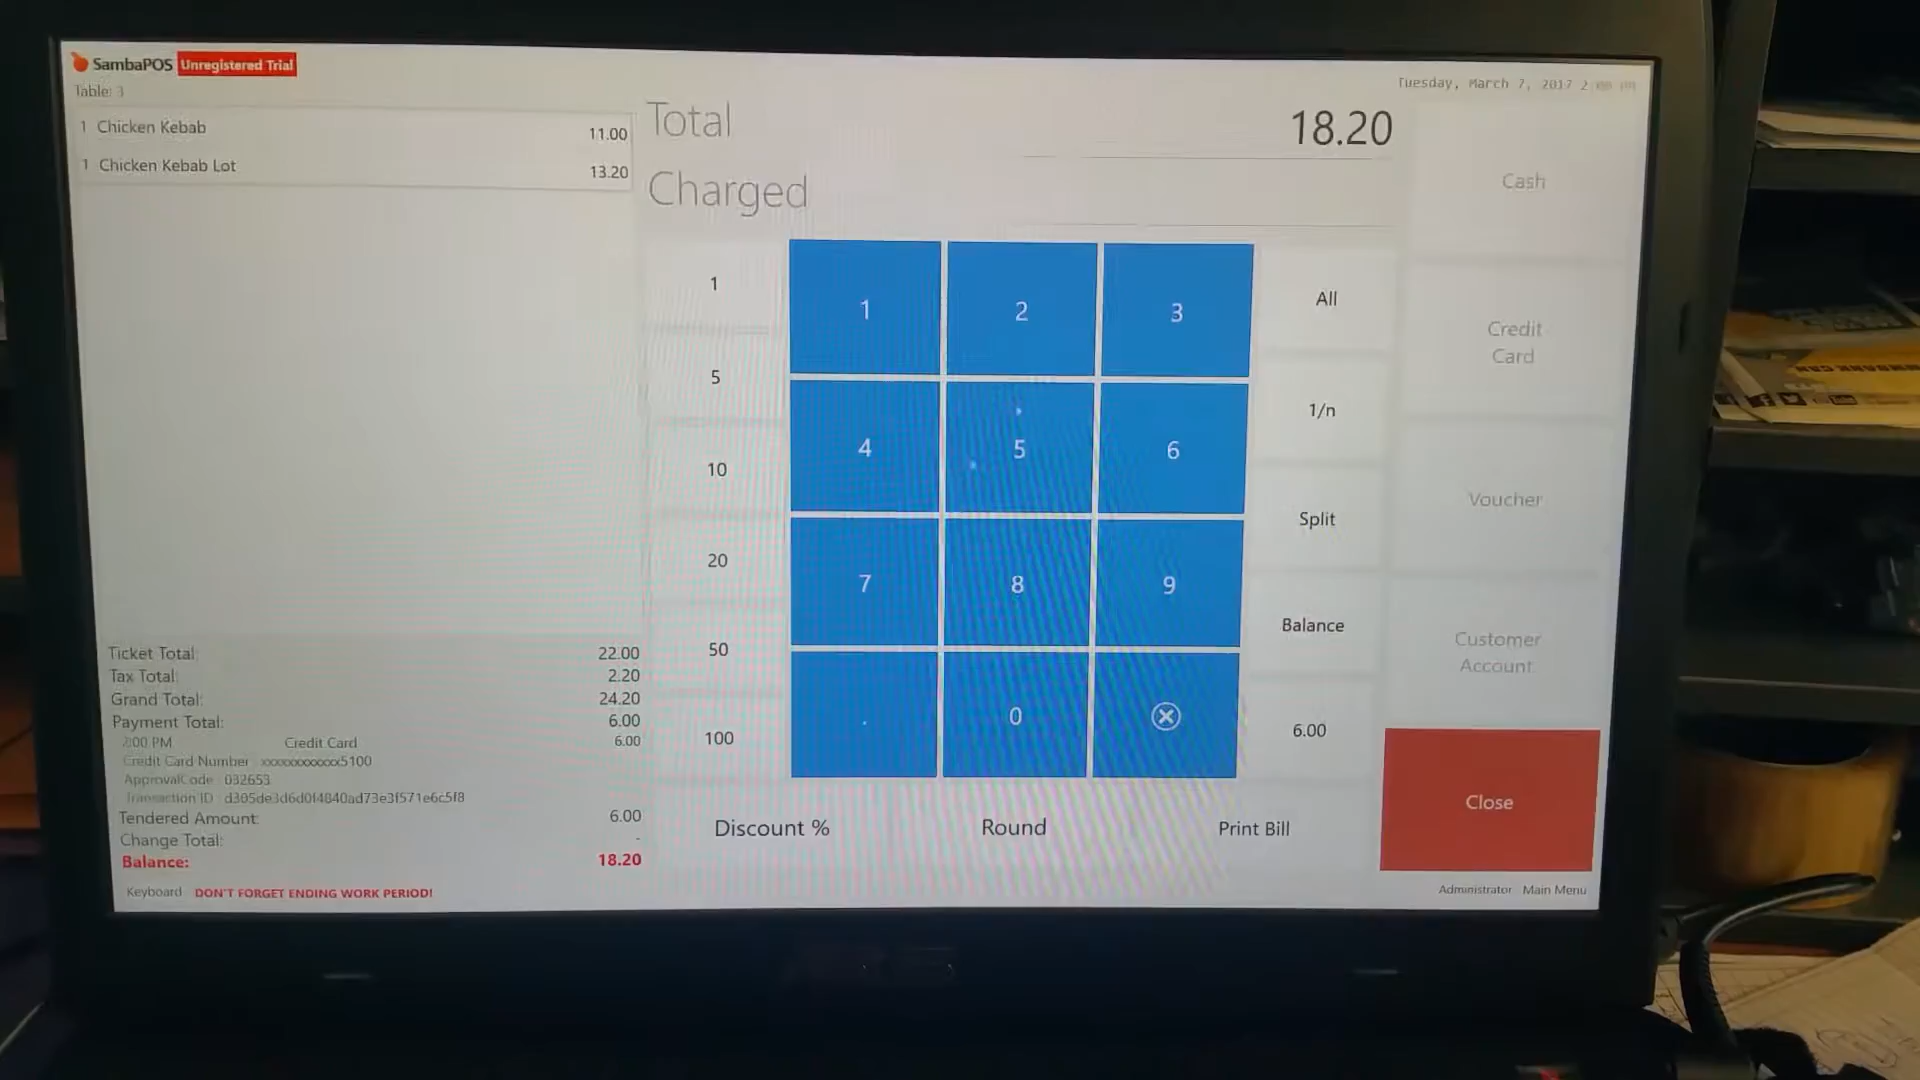 SambaPOS Unregistered Trial
Table: 3
Tuesday, March 7, 2017 2:00 PM
1 Chicken Kebab 11.00
1 Chicken Kebab Lot 13.20
Total 18.20
Charged
1
5
10
20
50
100
1 2 3
4 5 6
7 8 9
. 0
All
1/n
Split
Balance
6.00
Cash
Credit
Card
Voucher
Customer
Account
Close
Ticket Total: 22.00
Tax Total: 2.20
Grand Total: 24.20
Payment Total: 6.00
2:00 PM Credit Card 6.00
Credit Card Number xxxxxxxxxxxx5100
ApprovalCode 032653
Transaction ID
Tendered Amount: 6.00
Change Total: -
Balance: 18.20
Discount %
Round
Print Bill
Keyboard DON'T FORGET ENDING WORK PERIOD!
Administrator Main Menu